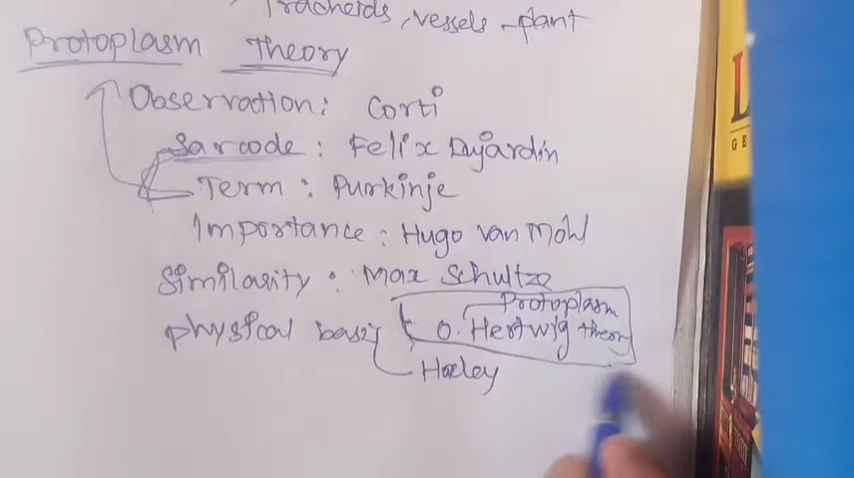 Tracheids, vessels - plant
Protoplasm Theory
Observation: Corti
Sarcode: Felix Dujardin
Term: Purkinje
Importance: Hugo van Mohl
Similarity: Max Schultze
Protoplasm
physical basis O. Hertwig theory